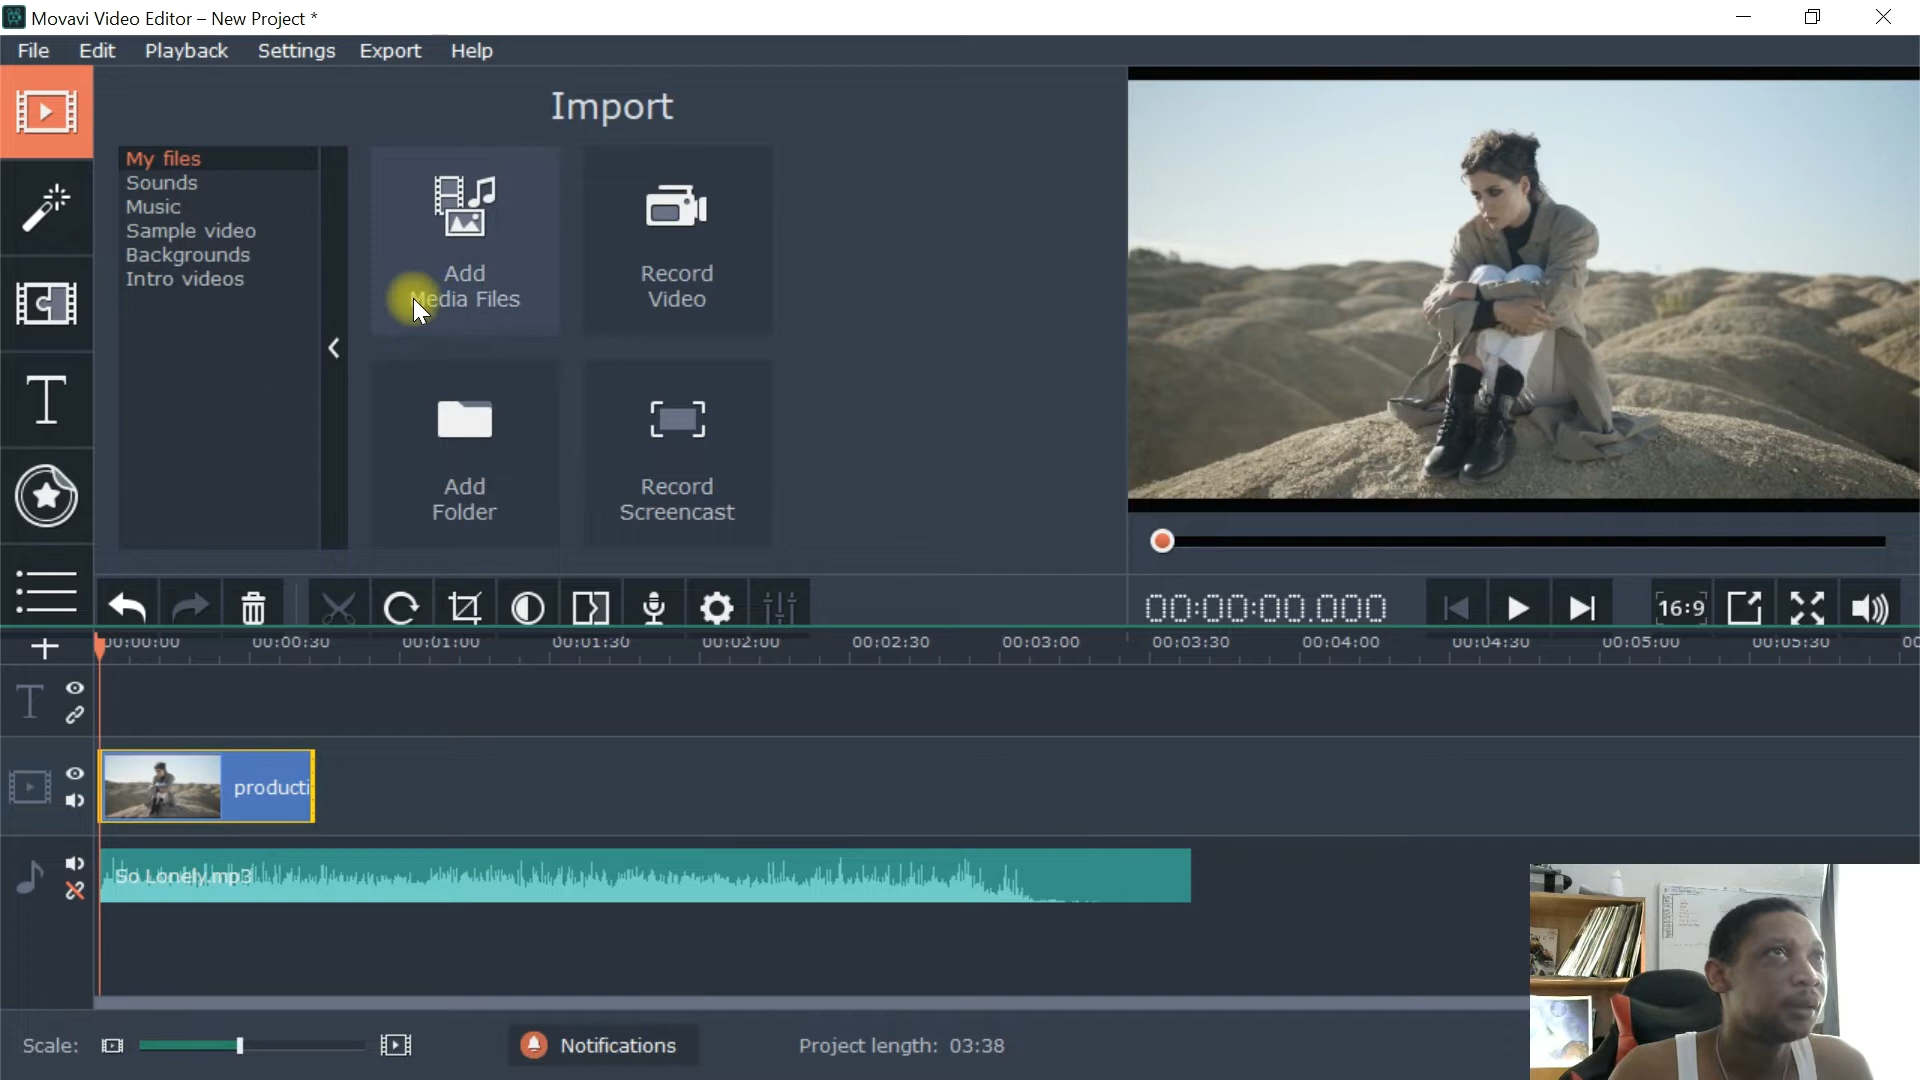 Movavi Video Editor – New Project *
File Edit Playback Settings Export Help
Import
My files
Sounds
Music
Sample video
Backgrounds
Intro videos
Add
Media Files
Record
Video
Add
Folder
Record
Screencast
00:00:00.000
16:9
00:00:00 00:00:30 00:01:00 00:01:30 00:02:00 00:02:30 00:03:00 00:03:30 00:04:00 00:04:30 00:05:00 00:05:30 00
T
T
producti
So Lonely.mp3
Scale:
Notifications
Project length: 03:38